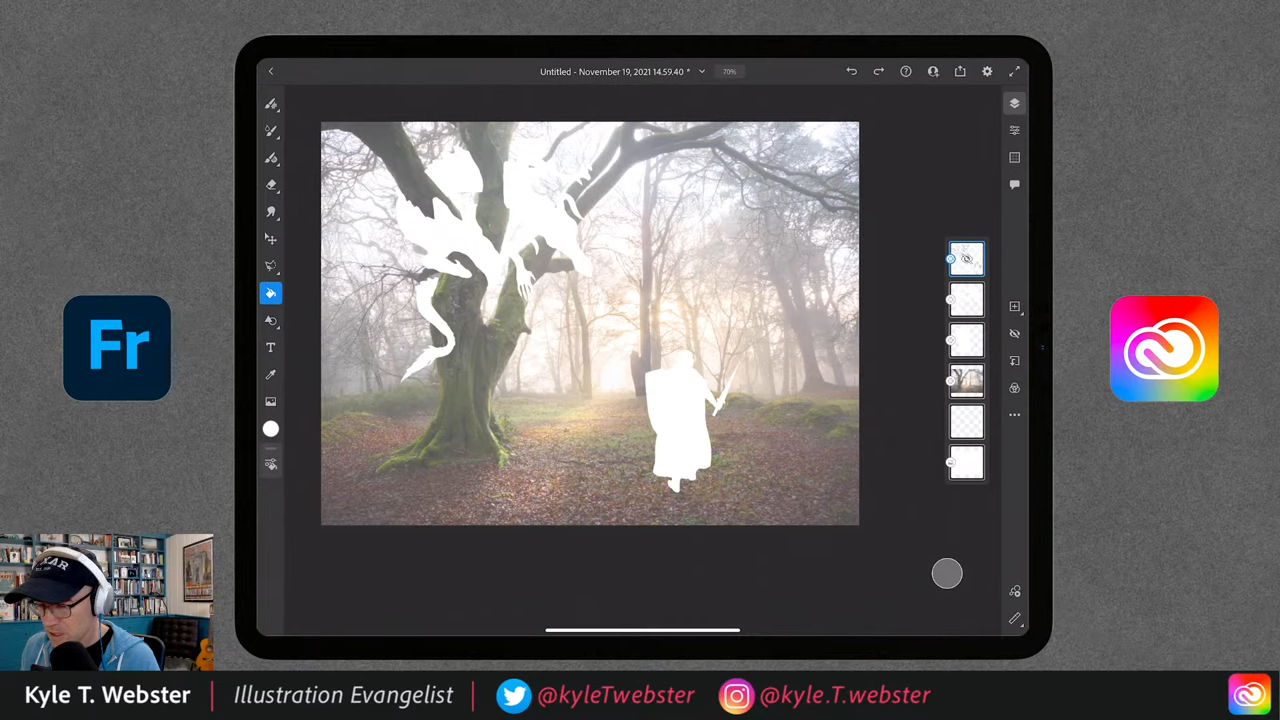 Untitled - November 19, 2021 14.59.40 *
70%
T
Fr
Kyle T. Webster
Illustration Evangelist
@kyleTwebster
@kyle.T.webster